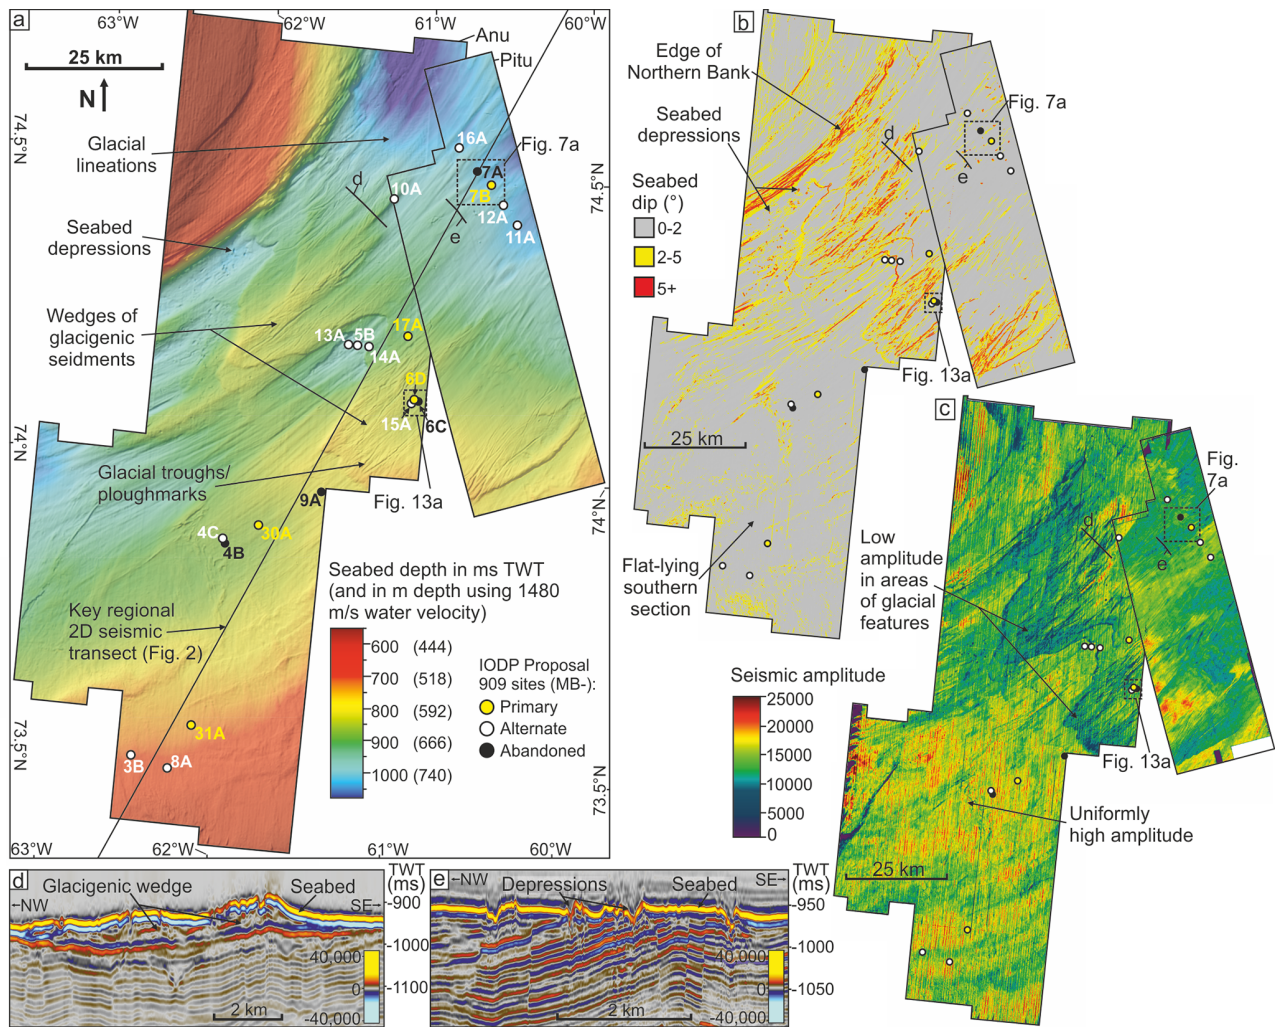 a
63°W
62°W
61°W
60°W
Anu
Pitu
25 km
N
74.5°N
Glacial
lineations
16A
Fig. 7a
7A
7B
d
10A
12A
e
11A
74.5°N
Seabed
depressions
Wedges of
glacigenic
seidments
13A
5B
14A
17A
6D
15A
6C
74°N
Glacial troughs/
ploughmarks
9A
Fig. 13a
74°N
30A
4C
4B
Key regional
2D seismic
transect (Fig. 2)
31A
3B
8A
73.5°N
73.5°N
Seabed depth in ms TWT
(and in m depth using 1480
m/s water velocity)
600 (444)
700 (518)
800 (592)
900 (666)
1000 (740)
IODP Proposal
909 sites (MB-):
Primary
Alternate
Abandoned
63°W
62°W
61°W
60°W
b
Edge of
Northern Bank
Seabed
depressions
Seabed
dip (°)
0-2
2-5
5+
d
Fig. 7a
e
Fig. 13a
25 km
Flat-lying
southern
section
c
Fig.
7a
d
e
Low
amplitude
in areas
of glacial
features
Fig. 13a
Seismic amplitude
25000
20000
15000
10000
5000
0
Uniformly
high amplitude
25 km
d
Glacigenic wedge
Seabed
←NW
SE→
TWT
(ms)
-900
-1000
-1100
40,000
0
-40,000
2 km
e
←NW
Depressions
Seabed
SE→
TWT
(ms)
-950
-1000
-1050
40,000
0
-40,000
2 km